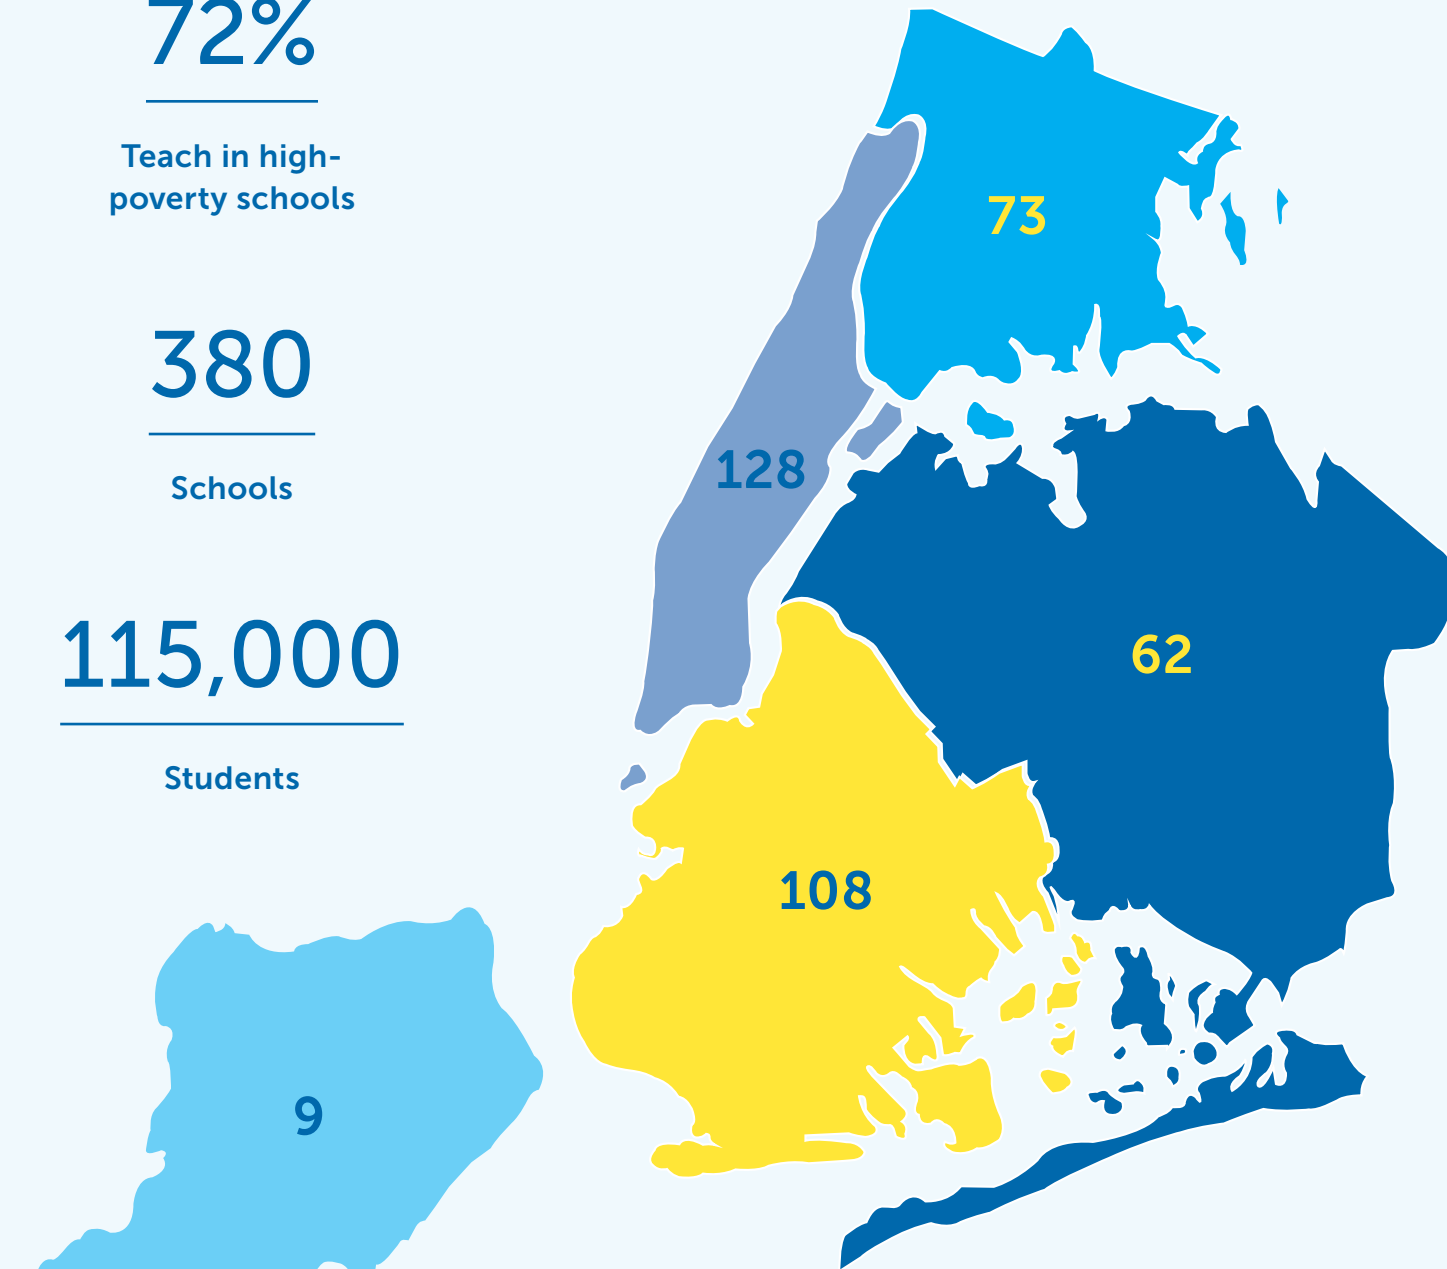 72%
Teach in high-
poverty schools
380
Schools
115,000
Students
73
128
62
108
9